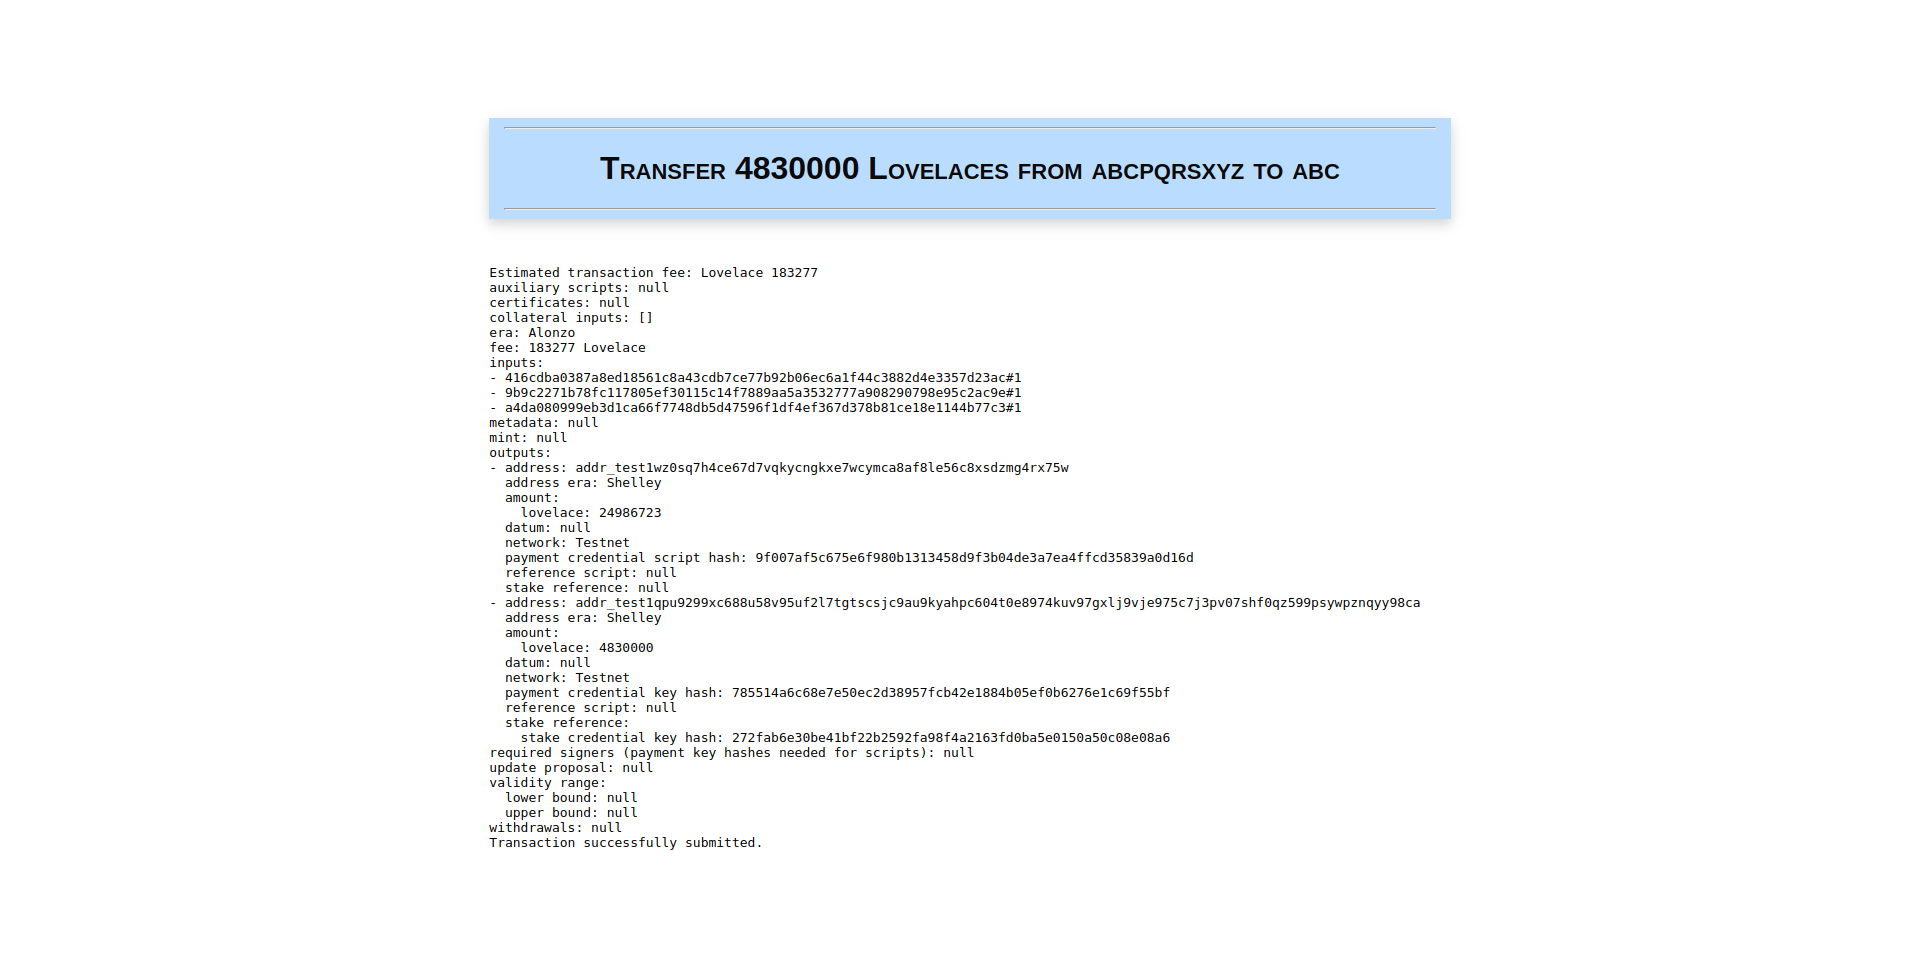 Transfer 4830000 Lovelaces from abcpqrsxyz to abc
Estimated transaction fee: Lovelace 183277
auxiliary scripts: null
certificates: null
collateral inputs: []
era: Alonzo
fee: 183277 Lovelace
inputs:
- 416cdba0387a8ed18561c8a43cdb7ce77b92b06ec6a1f44c3882d4e3357d23ac#1
- 9b9c2271b78fc117805ef30115c14f7889aa5a3532777a908290798e95c2ac9e#1
- a4da080999eb3d1ca66f7748db5d47596f1df4ef367d378b81ce18e1144b77c3#1
metadata: null
mint: null
outputs:
- address: addr_test1wz0sq7h4ce67d7vqkycngkxe7wcymca8af8le56c8xsdzmg4rx75w
  address era: Shelley
  amount:
    lovelace: 24986723
  datum: null
  network: Testnet
  payment credential script hash: 9f007af5c675e6f980b1313458d9f3b04de3a7ea4ffcd35839a0d16d
  reference script: null
  stake reference: null
- address: addr_test1qpu9299xc688u58v95uf2l7tgtscsjc9au9kyahpc604t0e8974kuv97gxlj9vje975c7j3pv07shf0qz599psywpznqyy98ca
  address era: Shelley
  amount:
    lovelace: 4830000
  datum: null
  network: Testnet
  payment credential key hash: 785514a6c68e7e50ec2d38957fcb42e1884b05ef0b6276e1c69f55bf
  reference script: null
  stake reference:
    stake credential key hash: 272fab6e30be41bf22b2592fa98f4a2163fd0ba5e0150a50c08e08a6
required signers (payment key hashes needed for scripts): null
update proposal: null
validity range:
  lower bound: null
  upper bound: null
withdrawals: null
Transaction successfully submitted.